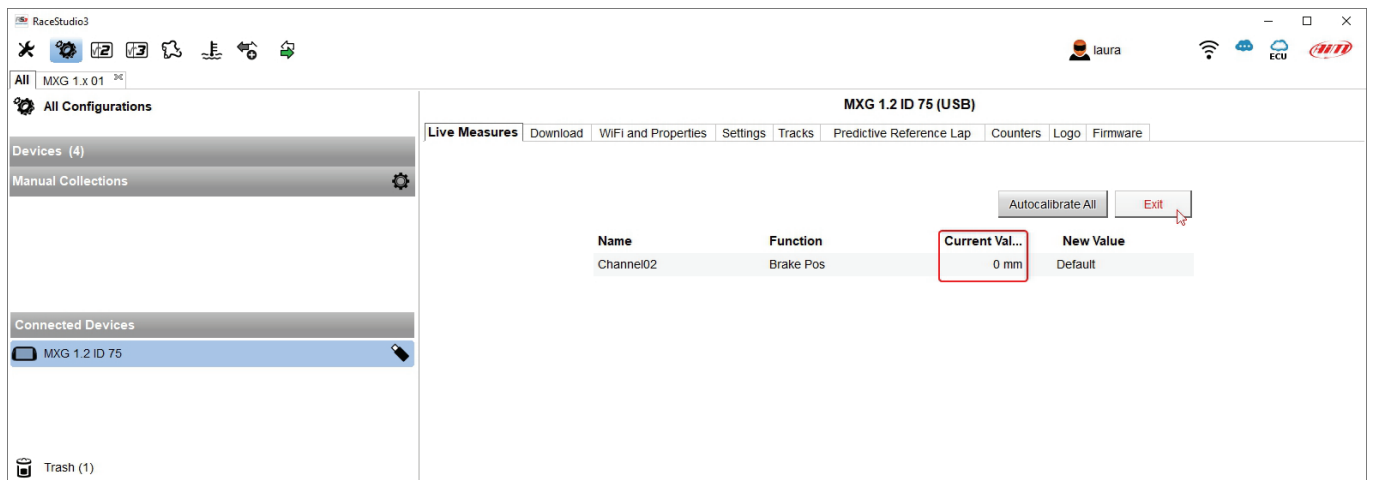 RaceStudio3
laura
ECU
AiM
All MXG 1.x 01
All Configurations
Devices (4)
Manual Collections
Connected Devices
MXG 1.2 ID 75
Trash (1)
MXG 1.2 ID 75 (USB)
Live Measures Download WiFi and Properties Settings Tracks Predictive Reference Lap Counters Logo Firmware
Autocalibrate All Exit
Name Function Current Val... New Value
Channel02 Brake Pos 0 mm Default